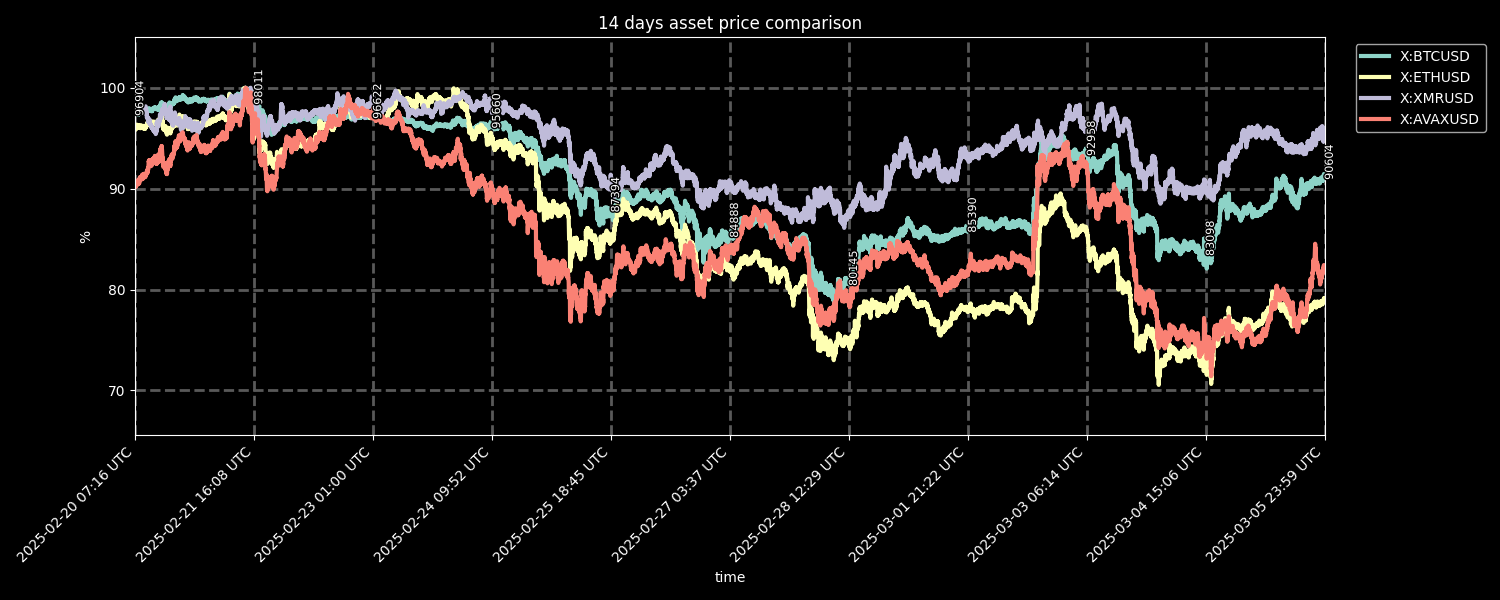 14 days asset price comparison
X:BTCUSD
X:ETHUSD
X:XMRUSD
X:AVAXUSD
%
100
90
80
70
96904
98011
96622
95660
87394
84888
80145
85390
92958
83098
90604
2025-02-20 07:16 UTC
2025-02-21 16:08 UTC
2025-02-23 01:00 UTC
2025-02-24 09:52 UTC
2025-02-25 18:45 UTC
2025-02-27 03:37 UTC
2025-02-28 12:29 UTC
2025-03-01 21:22 UTC
2025-03-03 06:14 UTC
2025-03-04 15:06 UTC
2025-03-05 23:59 UTC
time